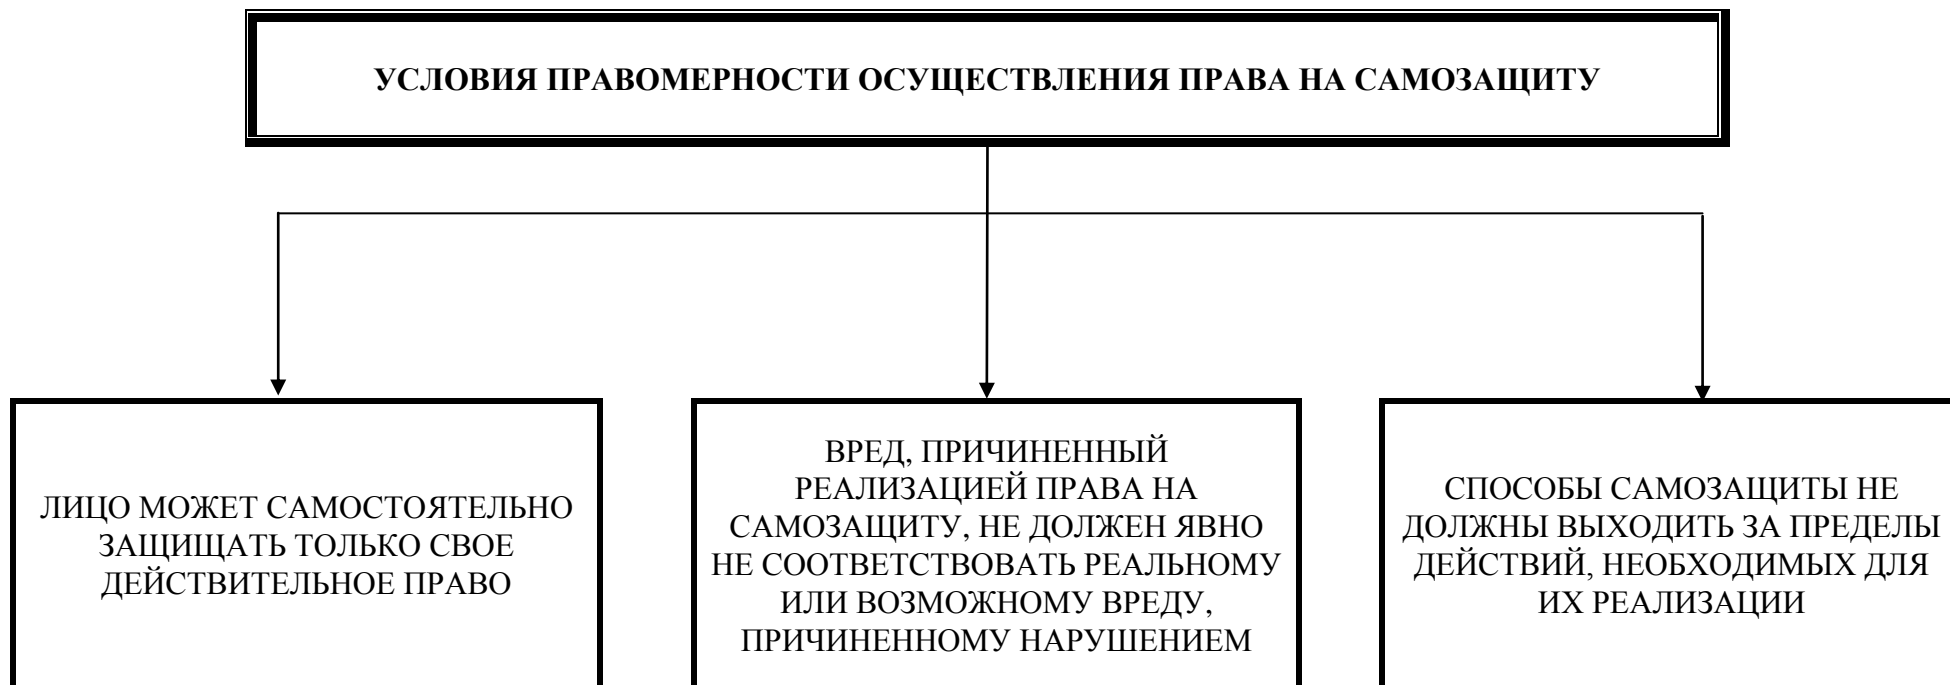 УСЛОВИЯ ПРАВОМЕРНОСТИ ОСУЩЕСТВЛЕНИЯ ПРАВА НА САМОЗАЩИТУ
ЛИЦО МОЖЕТ САМОСТОЯТЕЛЬНО
ЗАЩИЩАТЬ ТОЛЬКО СВОЕ
ДЕЙСТВИТЕЛЬНОЕ ПРАВО
ВРЕД, ПРИЧИНЕННЫЙ
РЕАЛИЗАЦИЕЙ ПРАВА НА
САМОЗАЩИТУ, НЕ ДОЛЖЕН ЯВНО
НЕ СООТВЕТСТВОВАТЬ РЕАЛЬНОМУ
ИЛИ ВОЗМОЖНОМУ ВРЕДУ,
ПРИЧИНЕННОМУ НАРУШЕНИЕМ
СПОСОБЫ САМОЗАЩИТЫ НЕ
ДОЛЖНЫ ВЫХОДИТЬ ЗА ПРЕДЕЛЫ
ДЕЙСТВИЙ, НЕОБХОДИМЫХ ДЛЯ
ИХ РЕАЛИЗАЦИИ